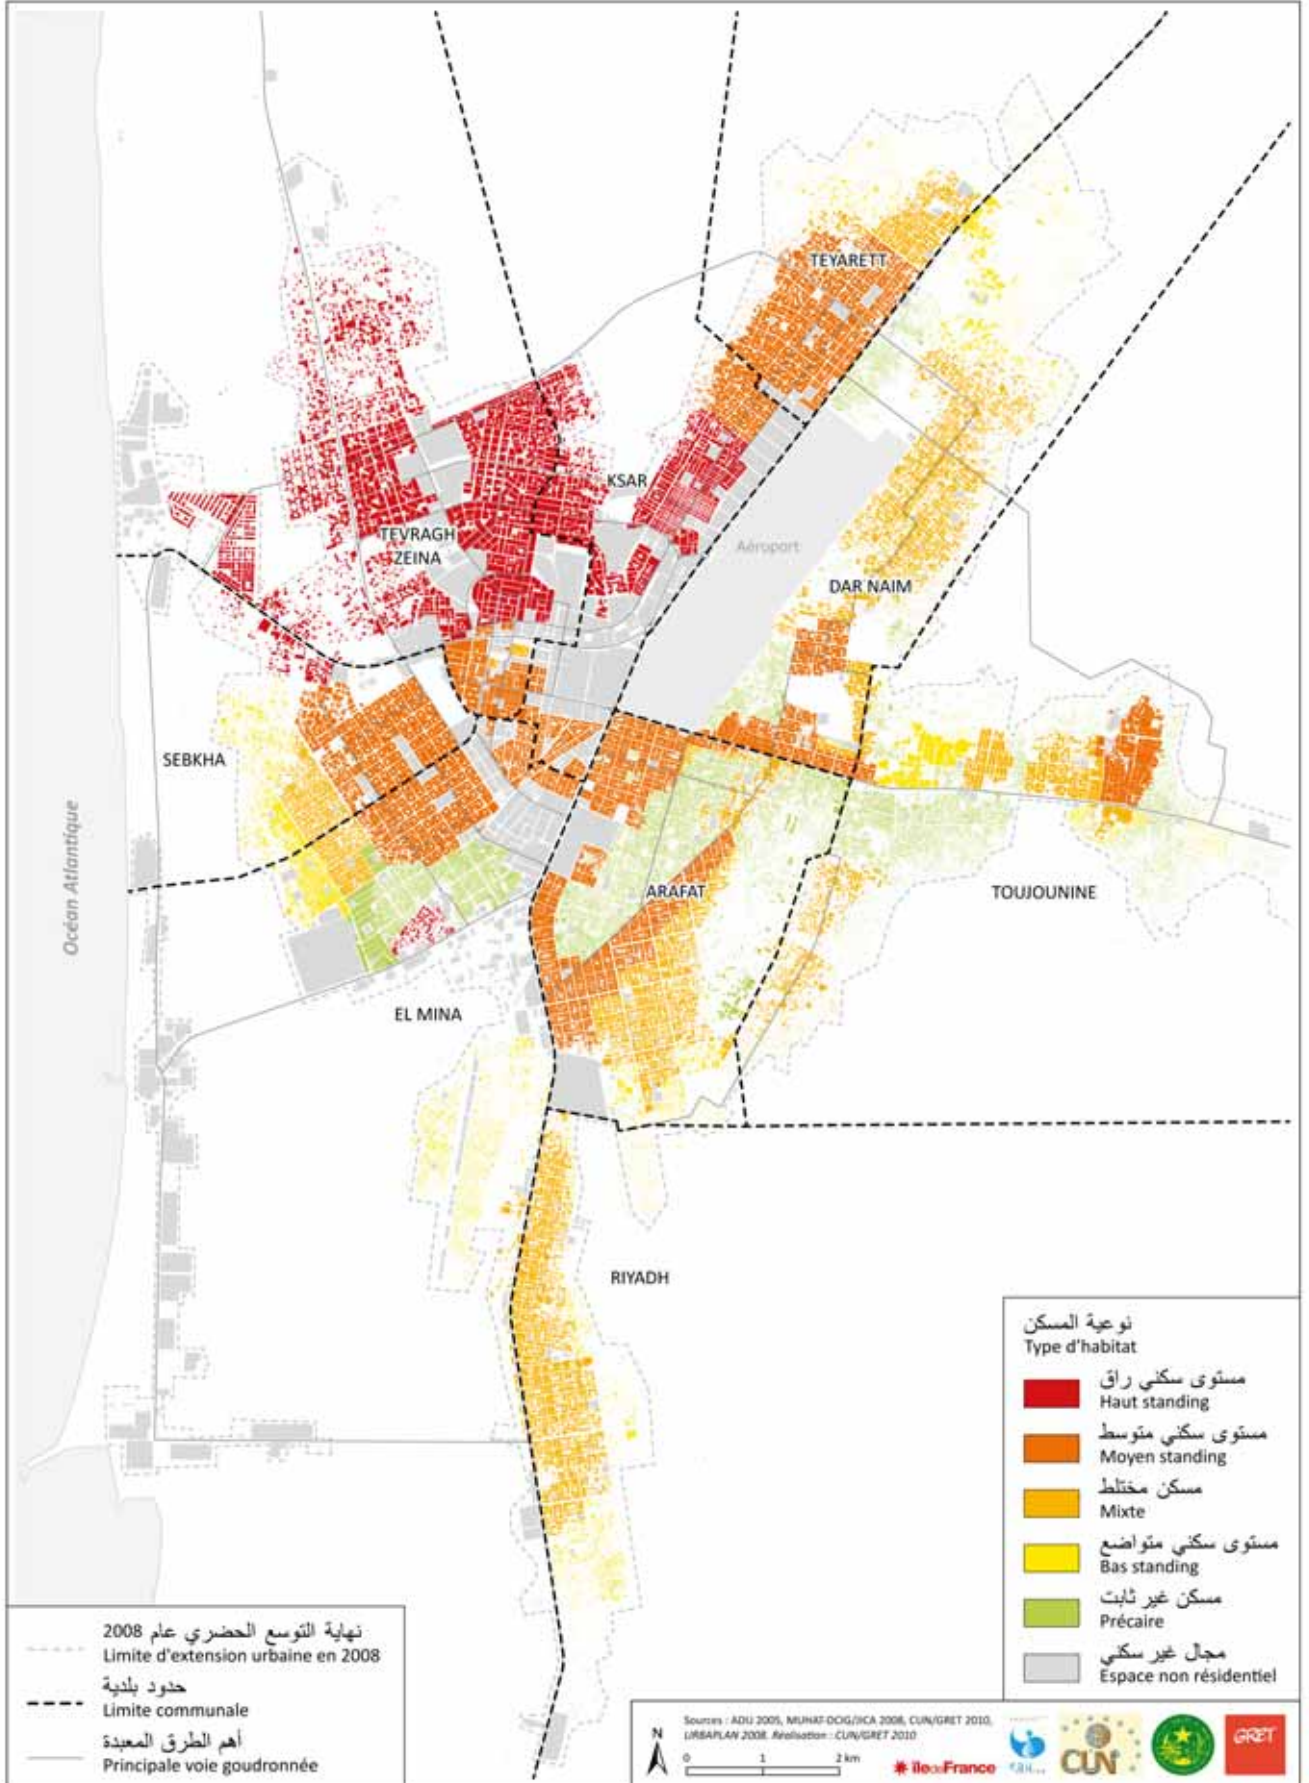 TEYARETT
KSAR
TEVRAGH
ZEINA
Aéroport
DAR NAIM
SEBKHA
Océan Atlantique
ARAFAT
TOUJOUNINE
EL MINA
RIYADH
نوعية المسكن
Type d'habitat
مستوى سكني راق
Haut standing
مستوى سكني متوسط
Moyen standing
مسكن مختلط
Mixte
مستوى سكني متواضع
Bas standing
مسكن غير ثابت
Précaire
مجال غير سكني
Espace non résidentiel
نهاية التوسع الحضري عام 2008
Limite d'extension urbaine en 2008
حدود بلدية
Limite communale
أهم الطرق المعبدة
Principale voie goudronnée
N
Sources : ADU 2005, MUHAT-DCIG/JICA 2008, CUN/GRET 2010,
URBAPLAN 2008. Réalisation : CUN/GRET 2010
0 1 2 km
îledeFrance
CUN
GRET